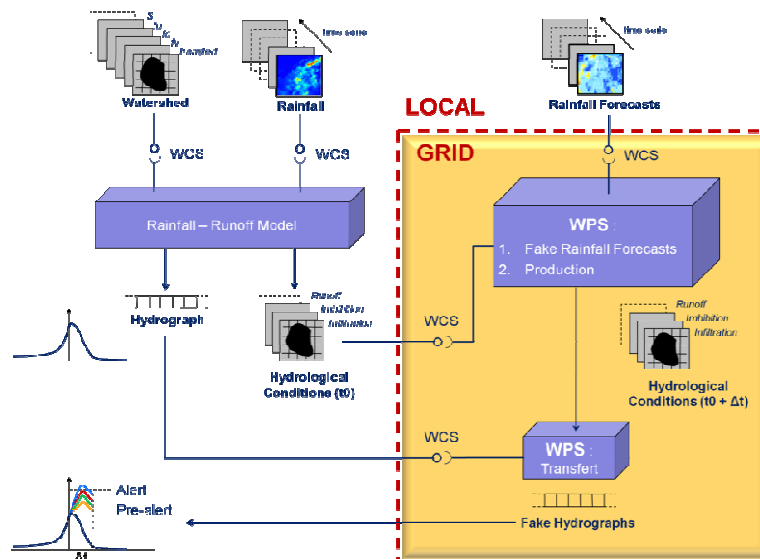 time scale
time scale
Watershed
Rainfall
Rainfall Forecasts
LOCAL
WCS
WCS
WCS
GRID
Rainfall – Runoff Model
WPS :
1. Fake Rainfall Forecasts
2. Production
Runoff
Imbibition
Infiltration
Hydrograph
WCS
Runoff
Imbibition
Infiltration
Hydrological
Conditions (t0)
Hydrological
Conditions (t0 + Δt)
WCS
WPS :
Transfert
Alert
Pre-alert
Fake Hydrographs
Δt